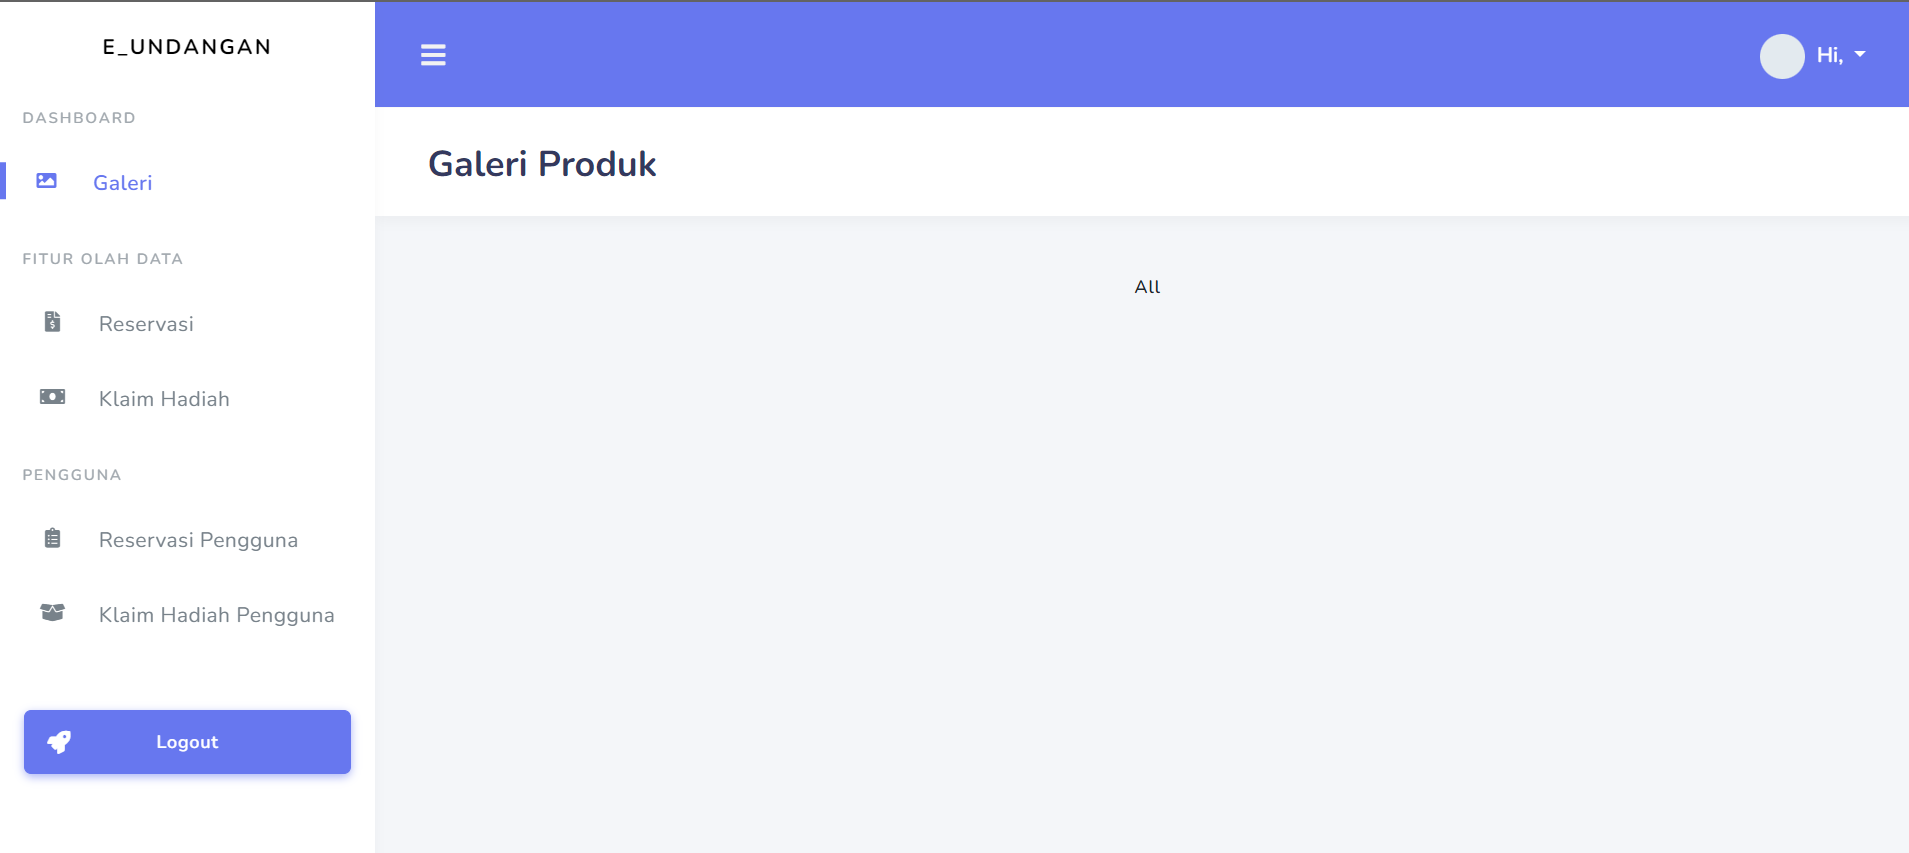 E_UNDANGAN
DASHBOARD
Galeri
FITUR OLAH DATA
Reservasi
Klaim Hadiah
PENGGUNA
Reservasi Pengguna
Klaim Hadiah Pengguna
Logout
Hi,
Galeri Produk
All